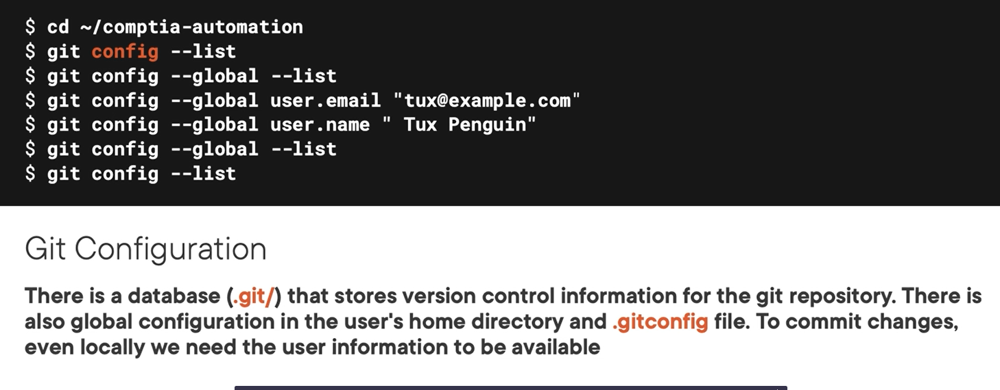 $ cd ~/comptia-automation
$ git config --list
$ git config --global --list
$ git config --global user.email "tux@example.com"
$ git config --global user.name " Tux Penguin"
$ git config --global --list
$ git config --list
Git Configuration
There is a database (.git/) that stores version control information for the git repository. There is
also global configuration in the user's home directory and .gitconfig file. To commit changes,
even locally we need the user information to be available